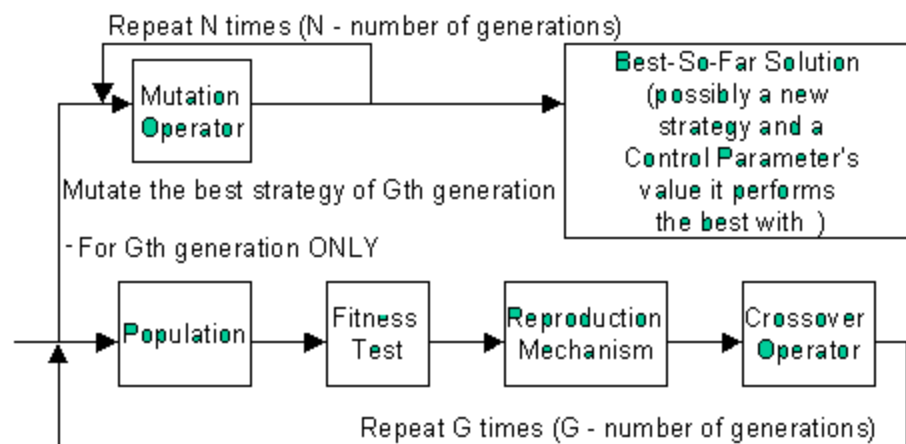 Repeat N times (N - number of generations)
Mutation
Operator
Best-So-Far Solution
(possibly a new
strategy and a
Control Parameter's
value it performs
the best with )
Mutate the best strategy of Gth generation
- For Gth generation ONLY
Population
Fitness
Test
Reproduction
Mechanism
Crossover
Operator
Repeat G times (G - number of generations)